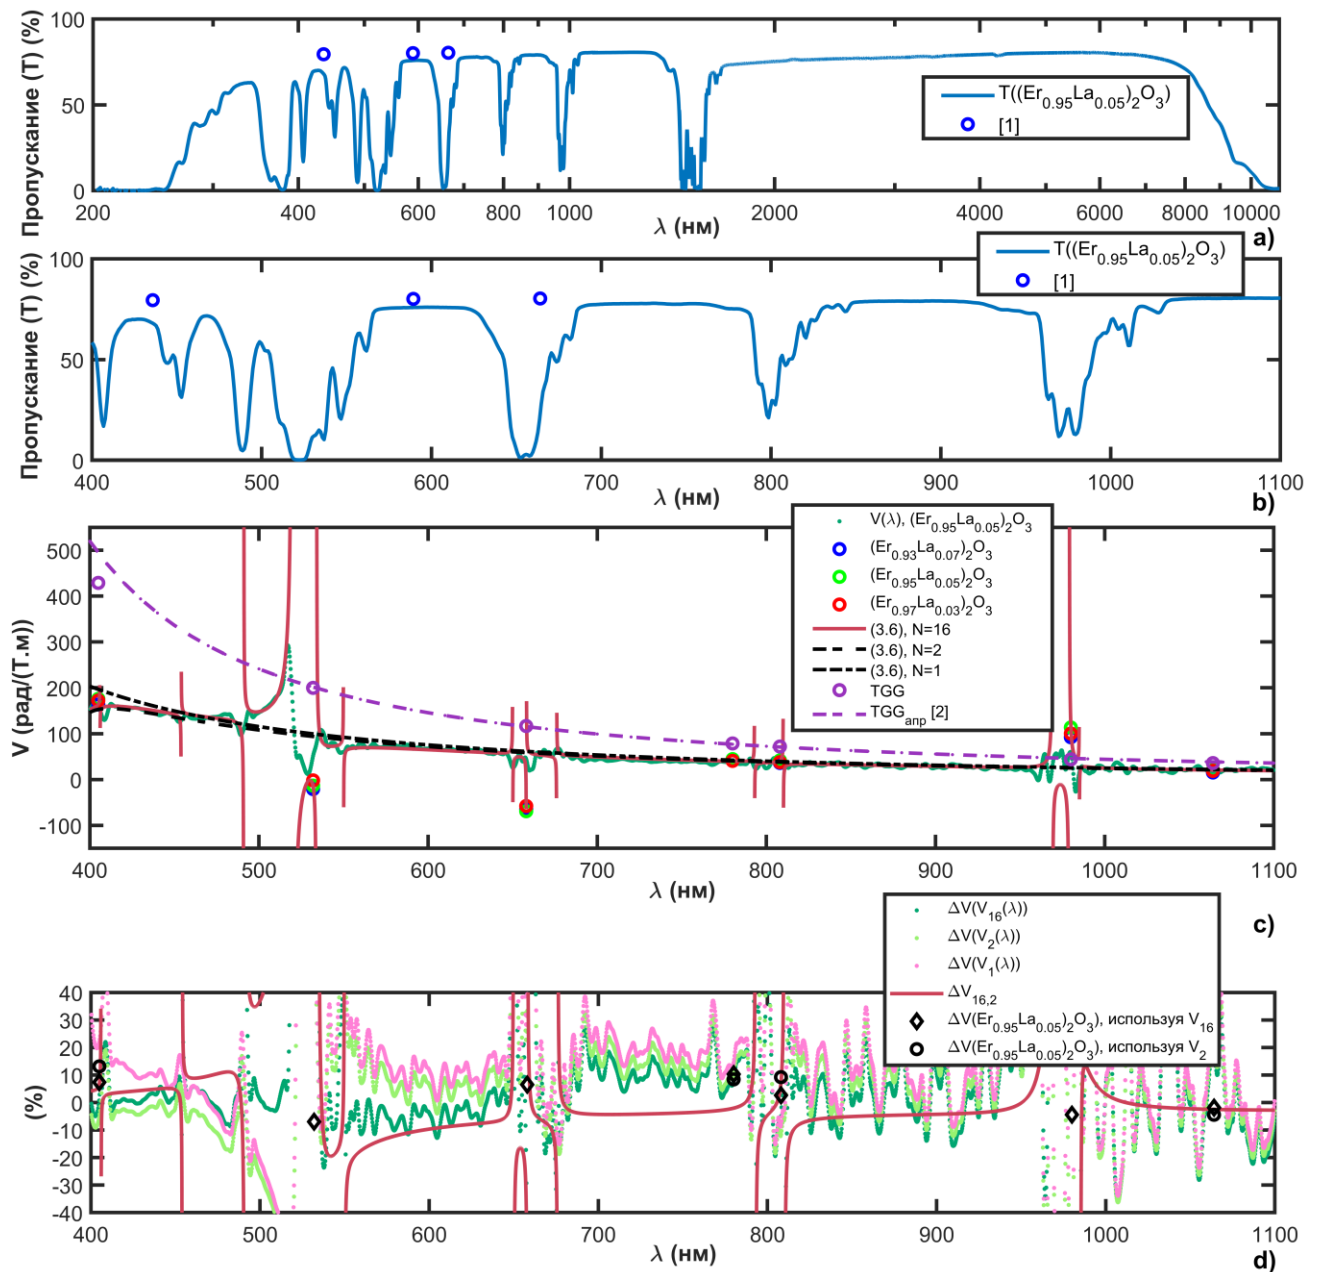 Пропускание (T) (%)
100
50
0
T((Er0.95La0.05)2O3)
[1]
200 400 600 800 1000 2000 4000 6000 8000 10000
λ (нм)
a)
Пропускание (T) (%)
100
50
0
T((Er0.95La0.05)2O3)
[1]
400 500 600 700 800 900 1000 1100
λ (нм)
b)
V (рад/(Т.м))
500
400
300
200
100
0
-100
V(λ), (Er0.95La0.05)2O3
(Er0.93La0.07)2O3
(Er0.95La0.05)2O3
(Er0.97La0.03)2O3
(3.6), N=16
(3.6), N=2
(3.6), N=1
TGG
TGGапр [2]
400 500 600 700 800 900 1000 1100
λ (нм)
c)
(%)
40
30
20
10
0
-10
-20
-30
-40
ΔV(V16(λ))
ΔV(V2(λ))
ΔV(V1(λ))
ΔV16,2
ΔV(Er0.95La0.05)2O3), используя V16
ΔV(Er0.95La0.05)2O3), используя V2
400 500 600 700 800 900 1000 1100
λ (нм)
d)